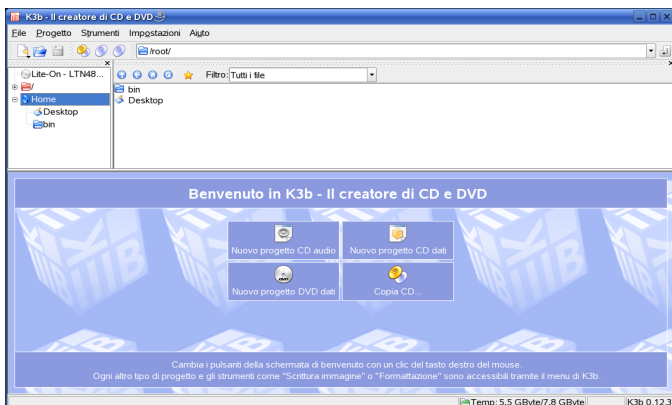 K3b - Il creatore di CD e DVD
File Progetto Strumenti Impostazioni Aiuto
/root/
Lite-On - LTN48...
Filtro: Tutti i file
/
Home
Desktop
bin
bin
Desktop
Benvenuto in K3b - Il creatore di CD e DVD
Nuovo progetto CD audio
Nuovo progetto CD dati
Nuovo progetto DVD dati
Copia CD...
Cambia i pulsanti della schermata di benvenuto con un clic del tasto destro del mouse.
Ogni altro tipo di progetto e gli strumenti come "Scrittura immagine" o "Formattazione" sono accessibili tramite il menu di K3b.
Temp: 5,5 GByte/7,8 GByte
K3b 0.12.3